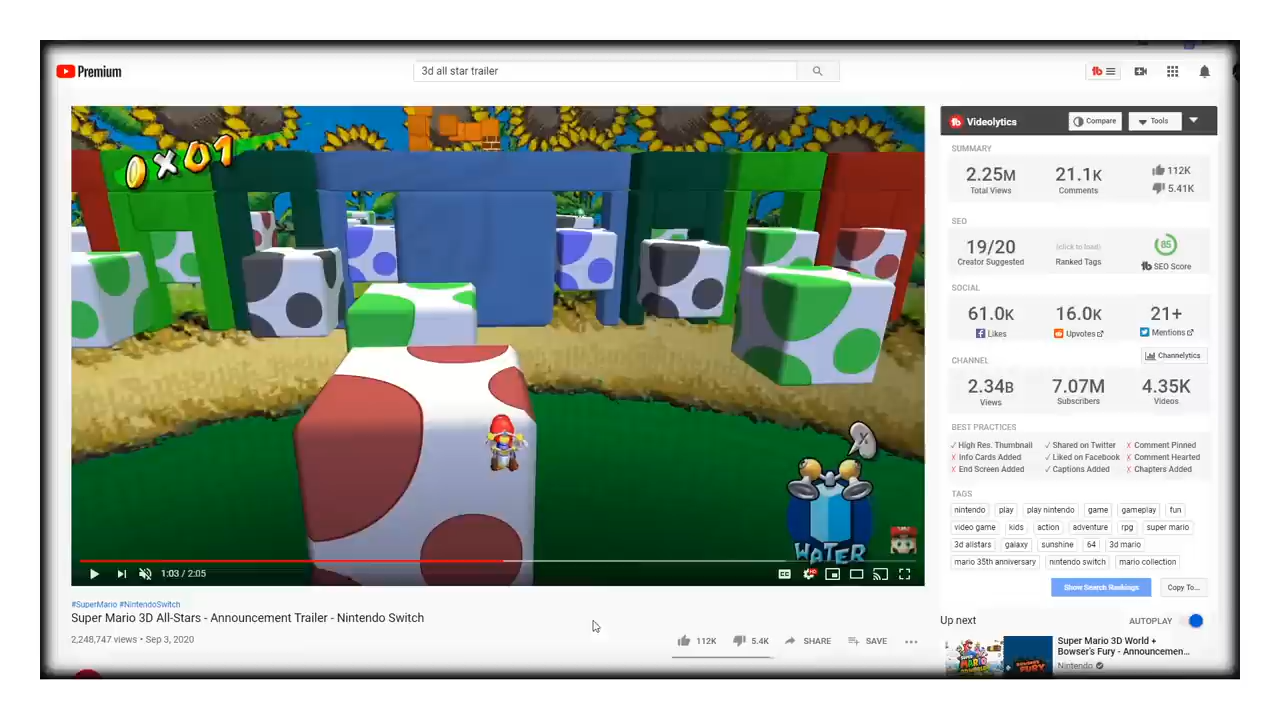 Premium
3d all star trailer
0×01
X
WATER
1:03 / 2:05
CC
HD
#SuperMario #NintendoSwitch
Super Mario 3D All-Stars - Announcement Trailer - Nintendo Switch
2,248,747 views • Sep 3, 2020
112K
5.4K
SHARE
SAVE
Videolytics
Compare
Tools
SUMMARY
2.25M
Total Views
21.1K
Comments
112K
5.41K
SEO
19/20
Creator Suggested
(click to load)
Ranked Tags
85
SEO Score
SOCIAL
61.0K
Likes
16.0K
Upvotes
21+
Mentions
CHANNEL
Channelytics
2.34B
Views
7.07M
Subscribers
4.35K
Videos
BEST PRACTICES
✓ High Res. Thumbnail ✓ Shared on Twitter ✗ Comment Pinned
✗ Info Cards Added ✓ Liked on Facebook ✗ Comment Hearted
✗ End Screen Added ✓ Captions Added ✗ Chapters Added
TAGS
nintendo play play nintendo game gameplay fun
video game kids action adventure rpg super mario
3d allstars galaxy sunshine 64 3d mario
mario 35th anniversary nintendo switch mario collection
Show Search Rankings
Copy To...
Up next
AUTOPLAY
Super Mario 3D World +
Bowser's Fury - Announcemen...
Nintendo